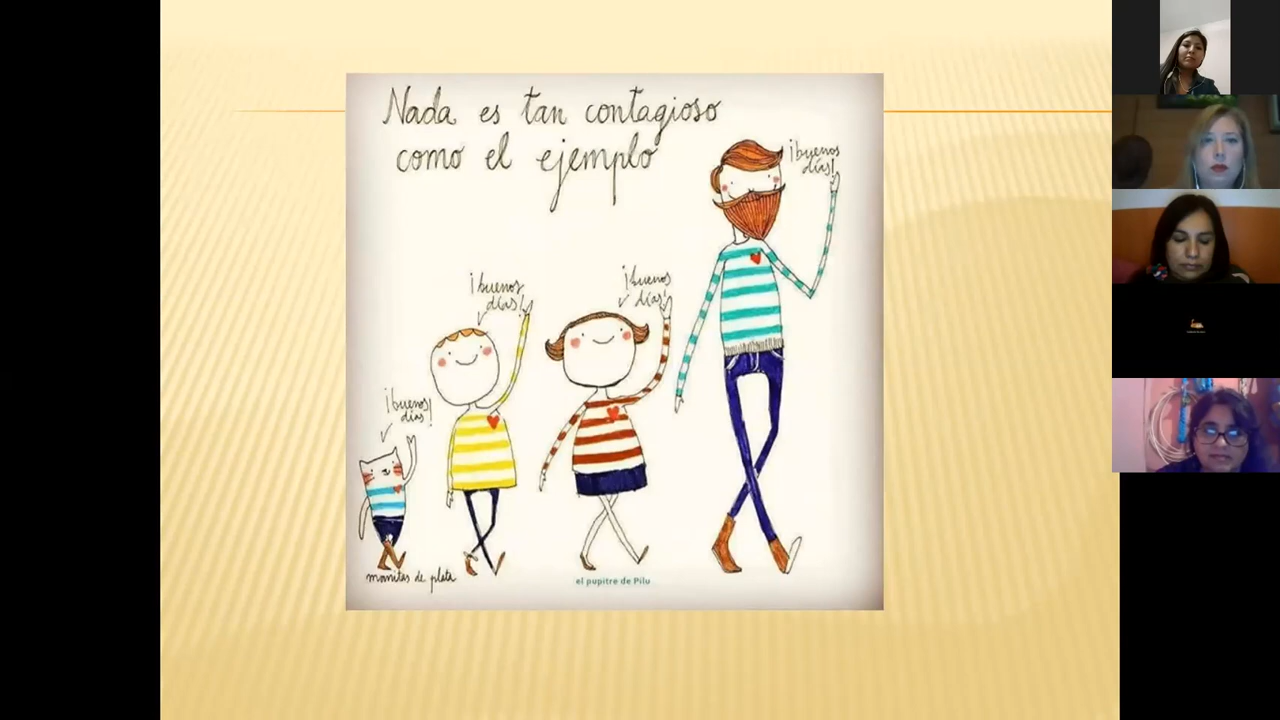 Nada es tan contagioso
como el ejemplo
¡buenos
días!
¡buenos
días!
¡buenos
días!
¡buenos
días!
manitas de plata
el pupitre de Pilu